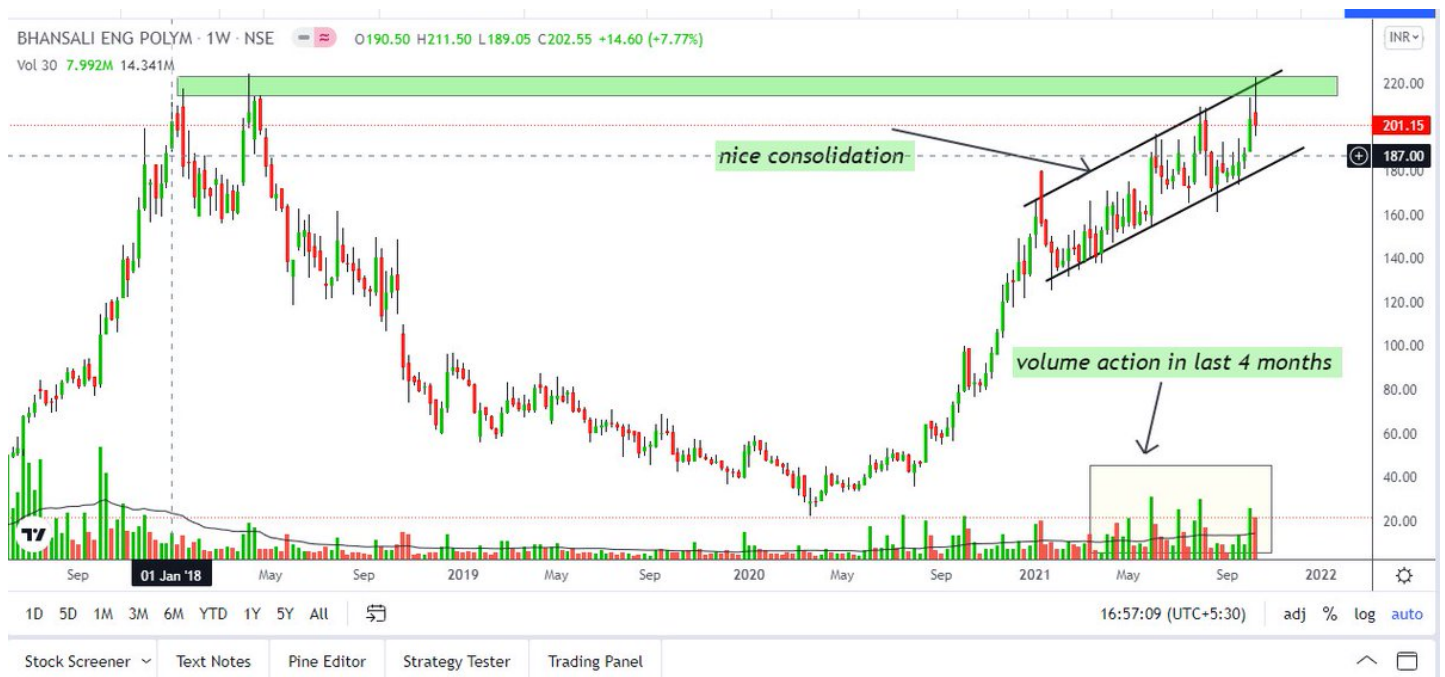 BHANSALI ENG POLYM · 1W · NSE O190.50 H211.50 L189.05 C202.55 +14.60 (+7.77%)
INR
Vol 30 7.992M 14.341M
220.00
201.15
nice consolidation
187.00
180.00
160.00
140.00
120.00
100.00
volume action in last 4 months
80.00
60.00
40.00
20.00
Sep 01 Jan '18 May Sep 2019 May Sep 2020 May Sep 2021 May Sep 2022
1D 5D 1M 3M 6M YTD 1Y 5Y All 16:57:09 (UTC+5:30) adj % log auto
Stock Screener Text Notes Pine Editor Strategy Tester Trading Panel